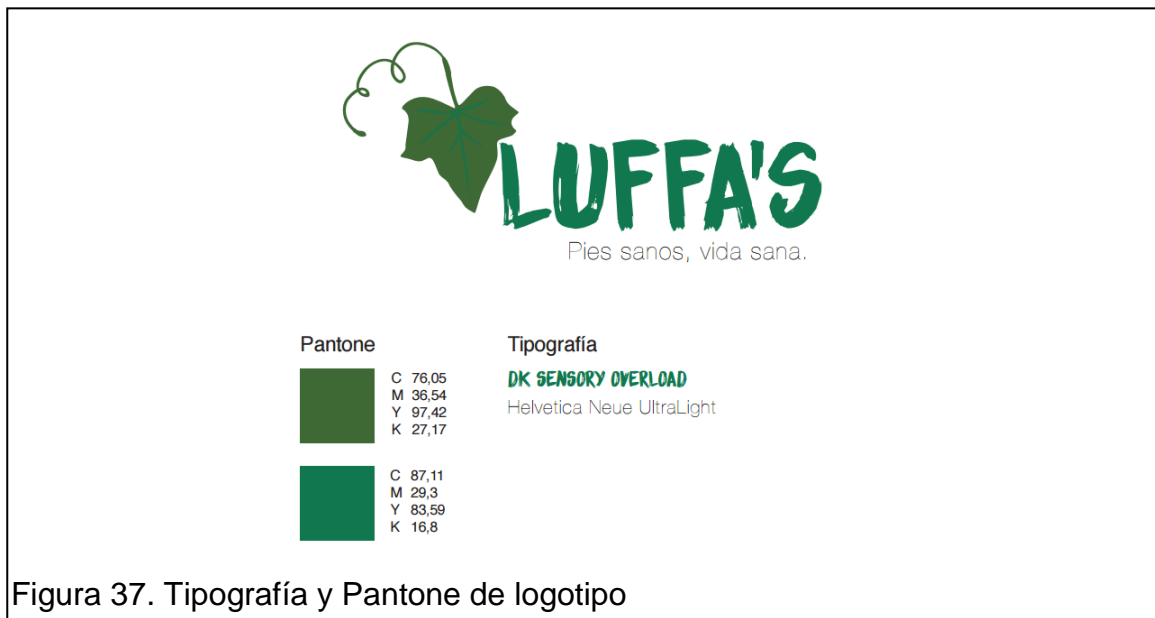 LUFFA'S
Pies sanos, vida sana.
Pantone
C 76,05
M 36,54
Y 97,42
K 27,17
C 87,11
M 29,3
Y 83,59
K 16,8
Tipografía
DK SENSORY OVERLOAD
Helvetica Neue UltraLight
Figura 37. Tipografía y Pantone de logotipo